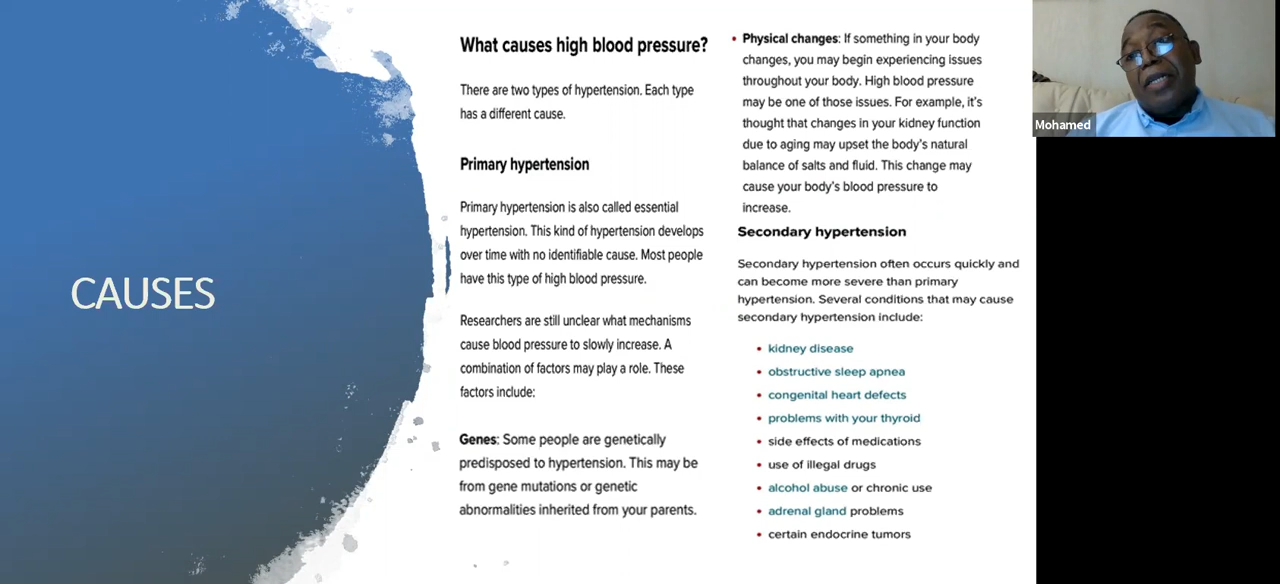 CAUSES
What causes high blood pressure?
There are two types of hypertension. Each type
has a different cause.
Primary hypertension
Primary hypertension is also called essential
hypertension. This kind of hypertension develops
over time with no identifiable cause. Most people
have this type of high blood pressure.
Researchers are still unclear what mechanisms
cause blood pressure to slowly increase. A
combination of factors may play a role. These
factors include:
Genes: Some people are genetically
predisposed to hypertension. This may be
from gene mutations or genetic
abnormalities inherited from your parents.
• Physical changes: If something in your body
changes, you may begin experiencing issues
throughout your body. High blood pressure
may be one of those issues. For example, it's
thought that changes in your kidney function
due to aging may upset the body's natural
balance of salts and fluid. This change may
cause your body's blood pressure to
increase.
Secondary hypertension
Secondary hypertension often occurs quickly and
can become more severe than primary
hypertension. Several conditions that may cause
secondary hypertension include:
• kidney disease
• obstructive sleep apnea
• congenital heart defects
• problems with your thyroid
• side effects of medications
• use of illegal drugs
• alcohol abuse or chronic use
• adrenal gland problems
• certain endocrine tumors
Mohamed